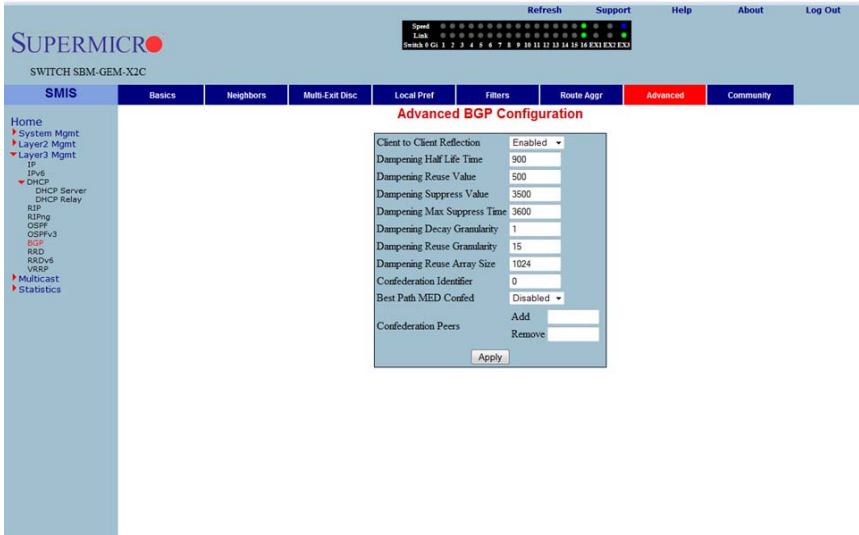 Refresh Support Help About Log Out
Speed
Link
Switch 0 Gi 1 2 3 4 5 6 7 8 9 10 11 12 13 14 15 16 EX1 EX2 EX3
SUPERMICR
SWITCH SBM-GEM-X2C
SMIS
Basics Neighbors Multi-Exit Disc Local Pref Filters Route Aggr Advanced Community
Home
System Mgmt
Layer2 Mgmt
Layer3 Mgmt
IP
IPv6
DHCP
DHCP Server
DHCP Relay
RIP
RIPng
OSPF
OSPFv3
BGP
RRD
RRDv6
VRRP
Multicast
Statistics
Advanced BGP Configuration
Client to Client Reflection Enabled
Dampening Half Life Time 900
Dampening Reuse Value 500
Dampening Suppress Value 3500
Dampening Max Suppress Time 3600
Dampening Decay Granularity 1
Dampening Reuse Granularity 15
Dampening Reuse Array Size 1024
Confederation Identifier 0
Best Path MED Confed Disabled
Confederation Peers
Add
Remove
Apply